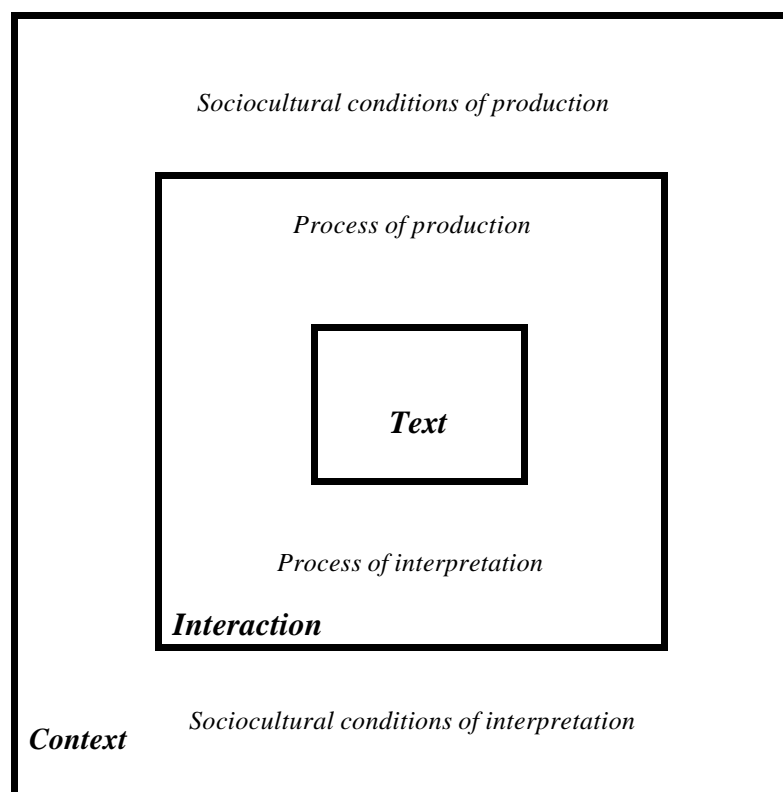 Sociocultural conditions of production
Process of production
Text
Process of interpretation
Interaction
Sociocultural conditions of interpretation
Context